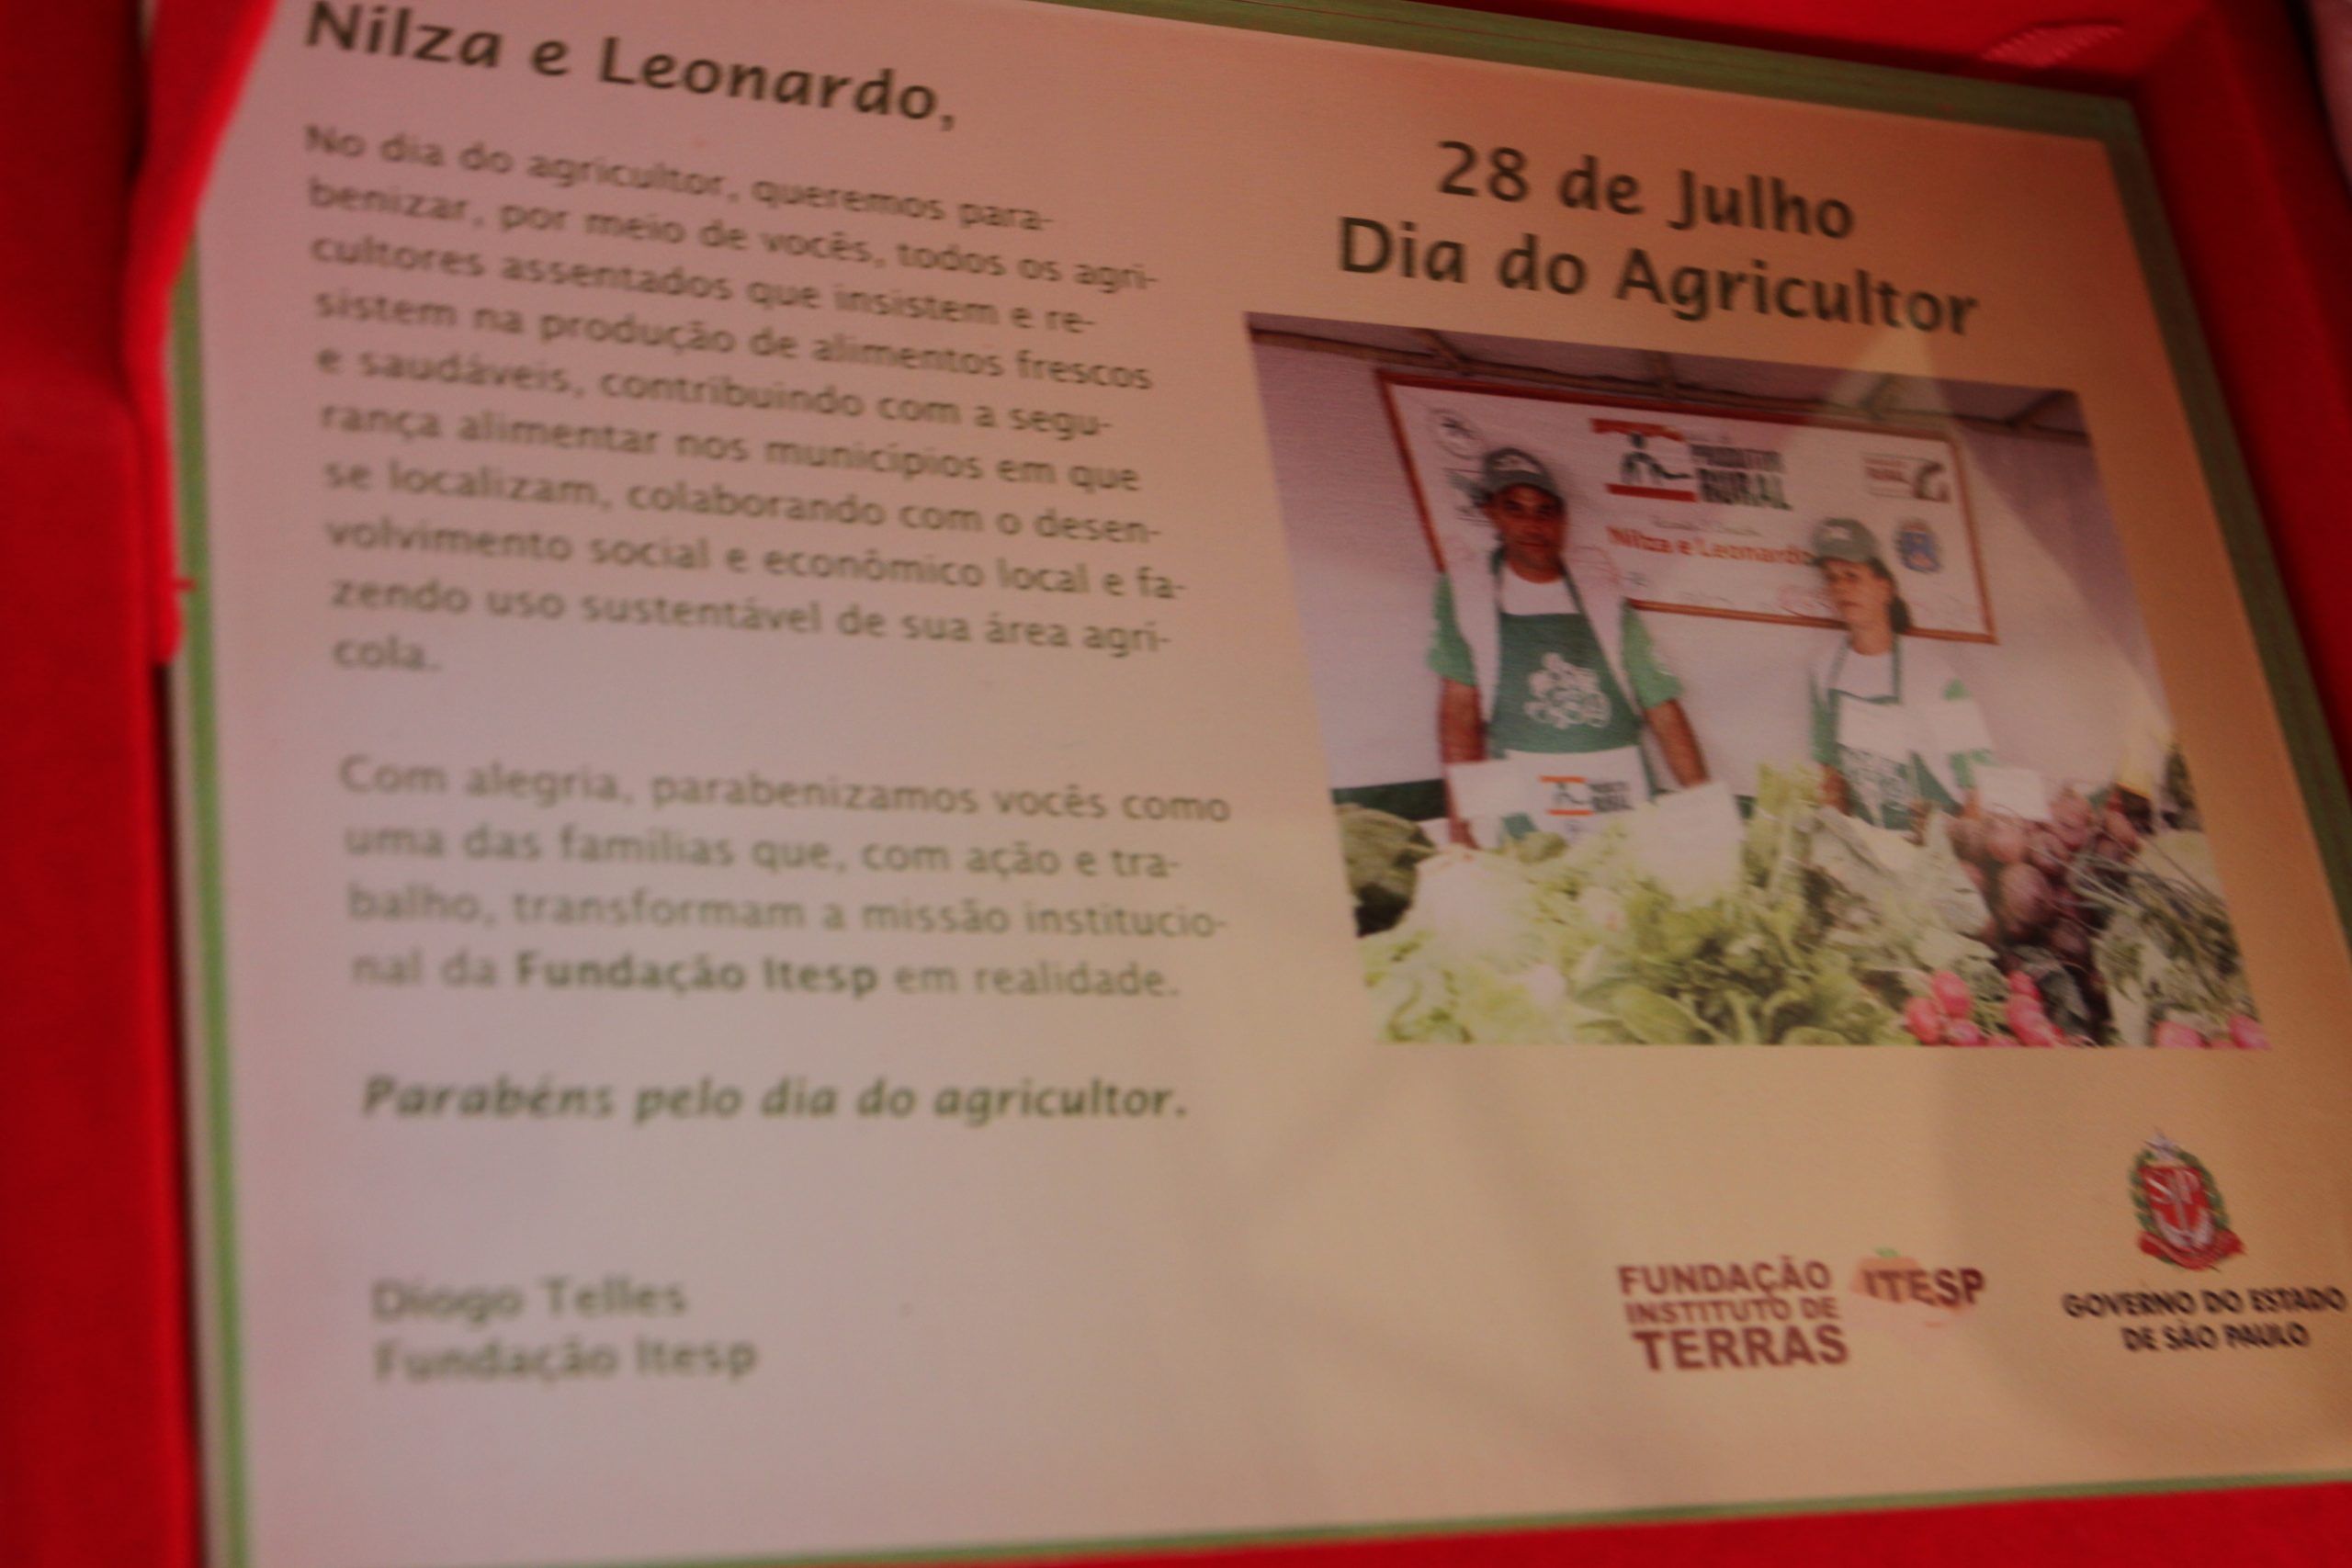 Nilza e Leonardo,
No dia do agricultor, queremos para-
benizar, por meio de vocês, todos os agri-
cultores assentados que insistem e re-
sistem na produção de alimentos frescos
e saudáveis, contribuindo com a segu-
rança alimentar nos municípios em que
se localizam, colaborando com o desen-
volvimento social e econômico local e fa-
zendo uso sustentável de sua área agrí-
cola.
Com alegria, parabenizamos vocês como
uma das famílias que, com ação e tra-
balho, transformam a missão institucio-
nal da Fundação Itesp em realidade.
Parabéns pelo dia do agricultor.
Diogo Telles
Fundação Itesp
28 de Julho
Dia do Agricultor
PRODUTOR
RURAL
Nilza e Leonardo
FUNDAÇÃO
INSTITUTO DE
TERRAS
ITESP
SP
GOVERNO DO ESTADO
DE SÃO PAULO